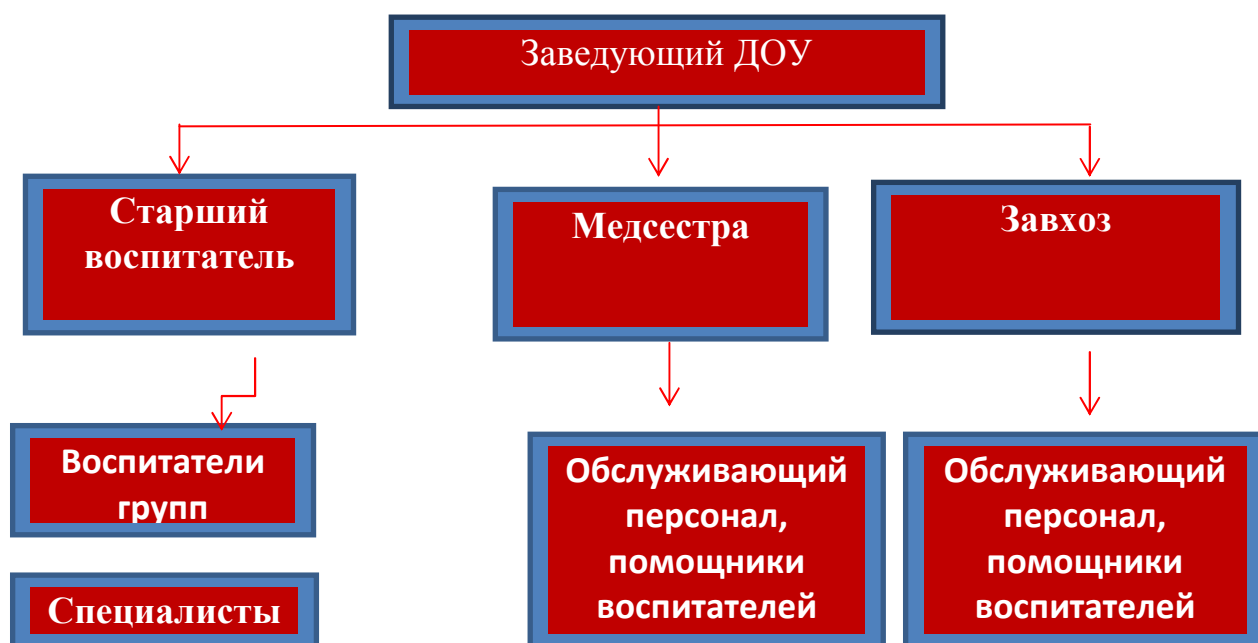 Заведующий ДОУ
Старший
воспитатель
Медсестра
Завхоз
Воспитатели
групп
Обслуживающий
персонал,
помощники
воспитателей
Обслуживающий
персонал,
помощники
воспитателей
Специалисты